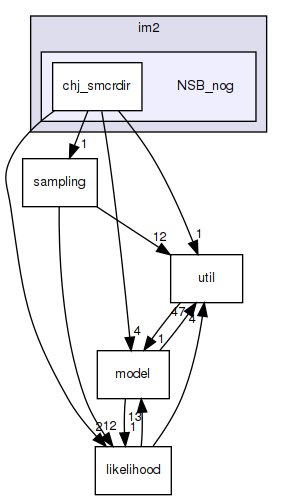 im2
chj_smcrdir
NSB_nog
1
sampling
12
1
util
47
4
4
1
model
13
1
2
12
likelihood